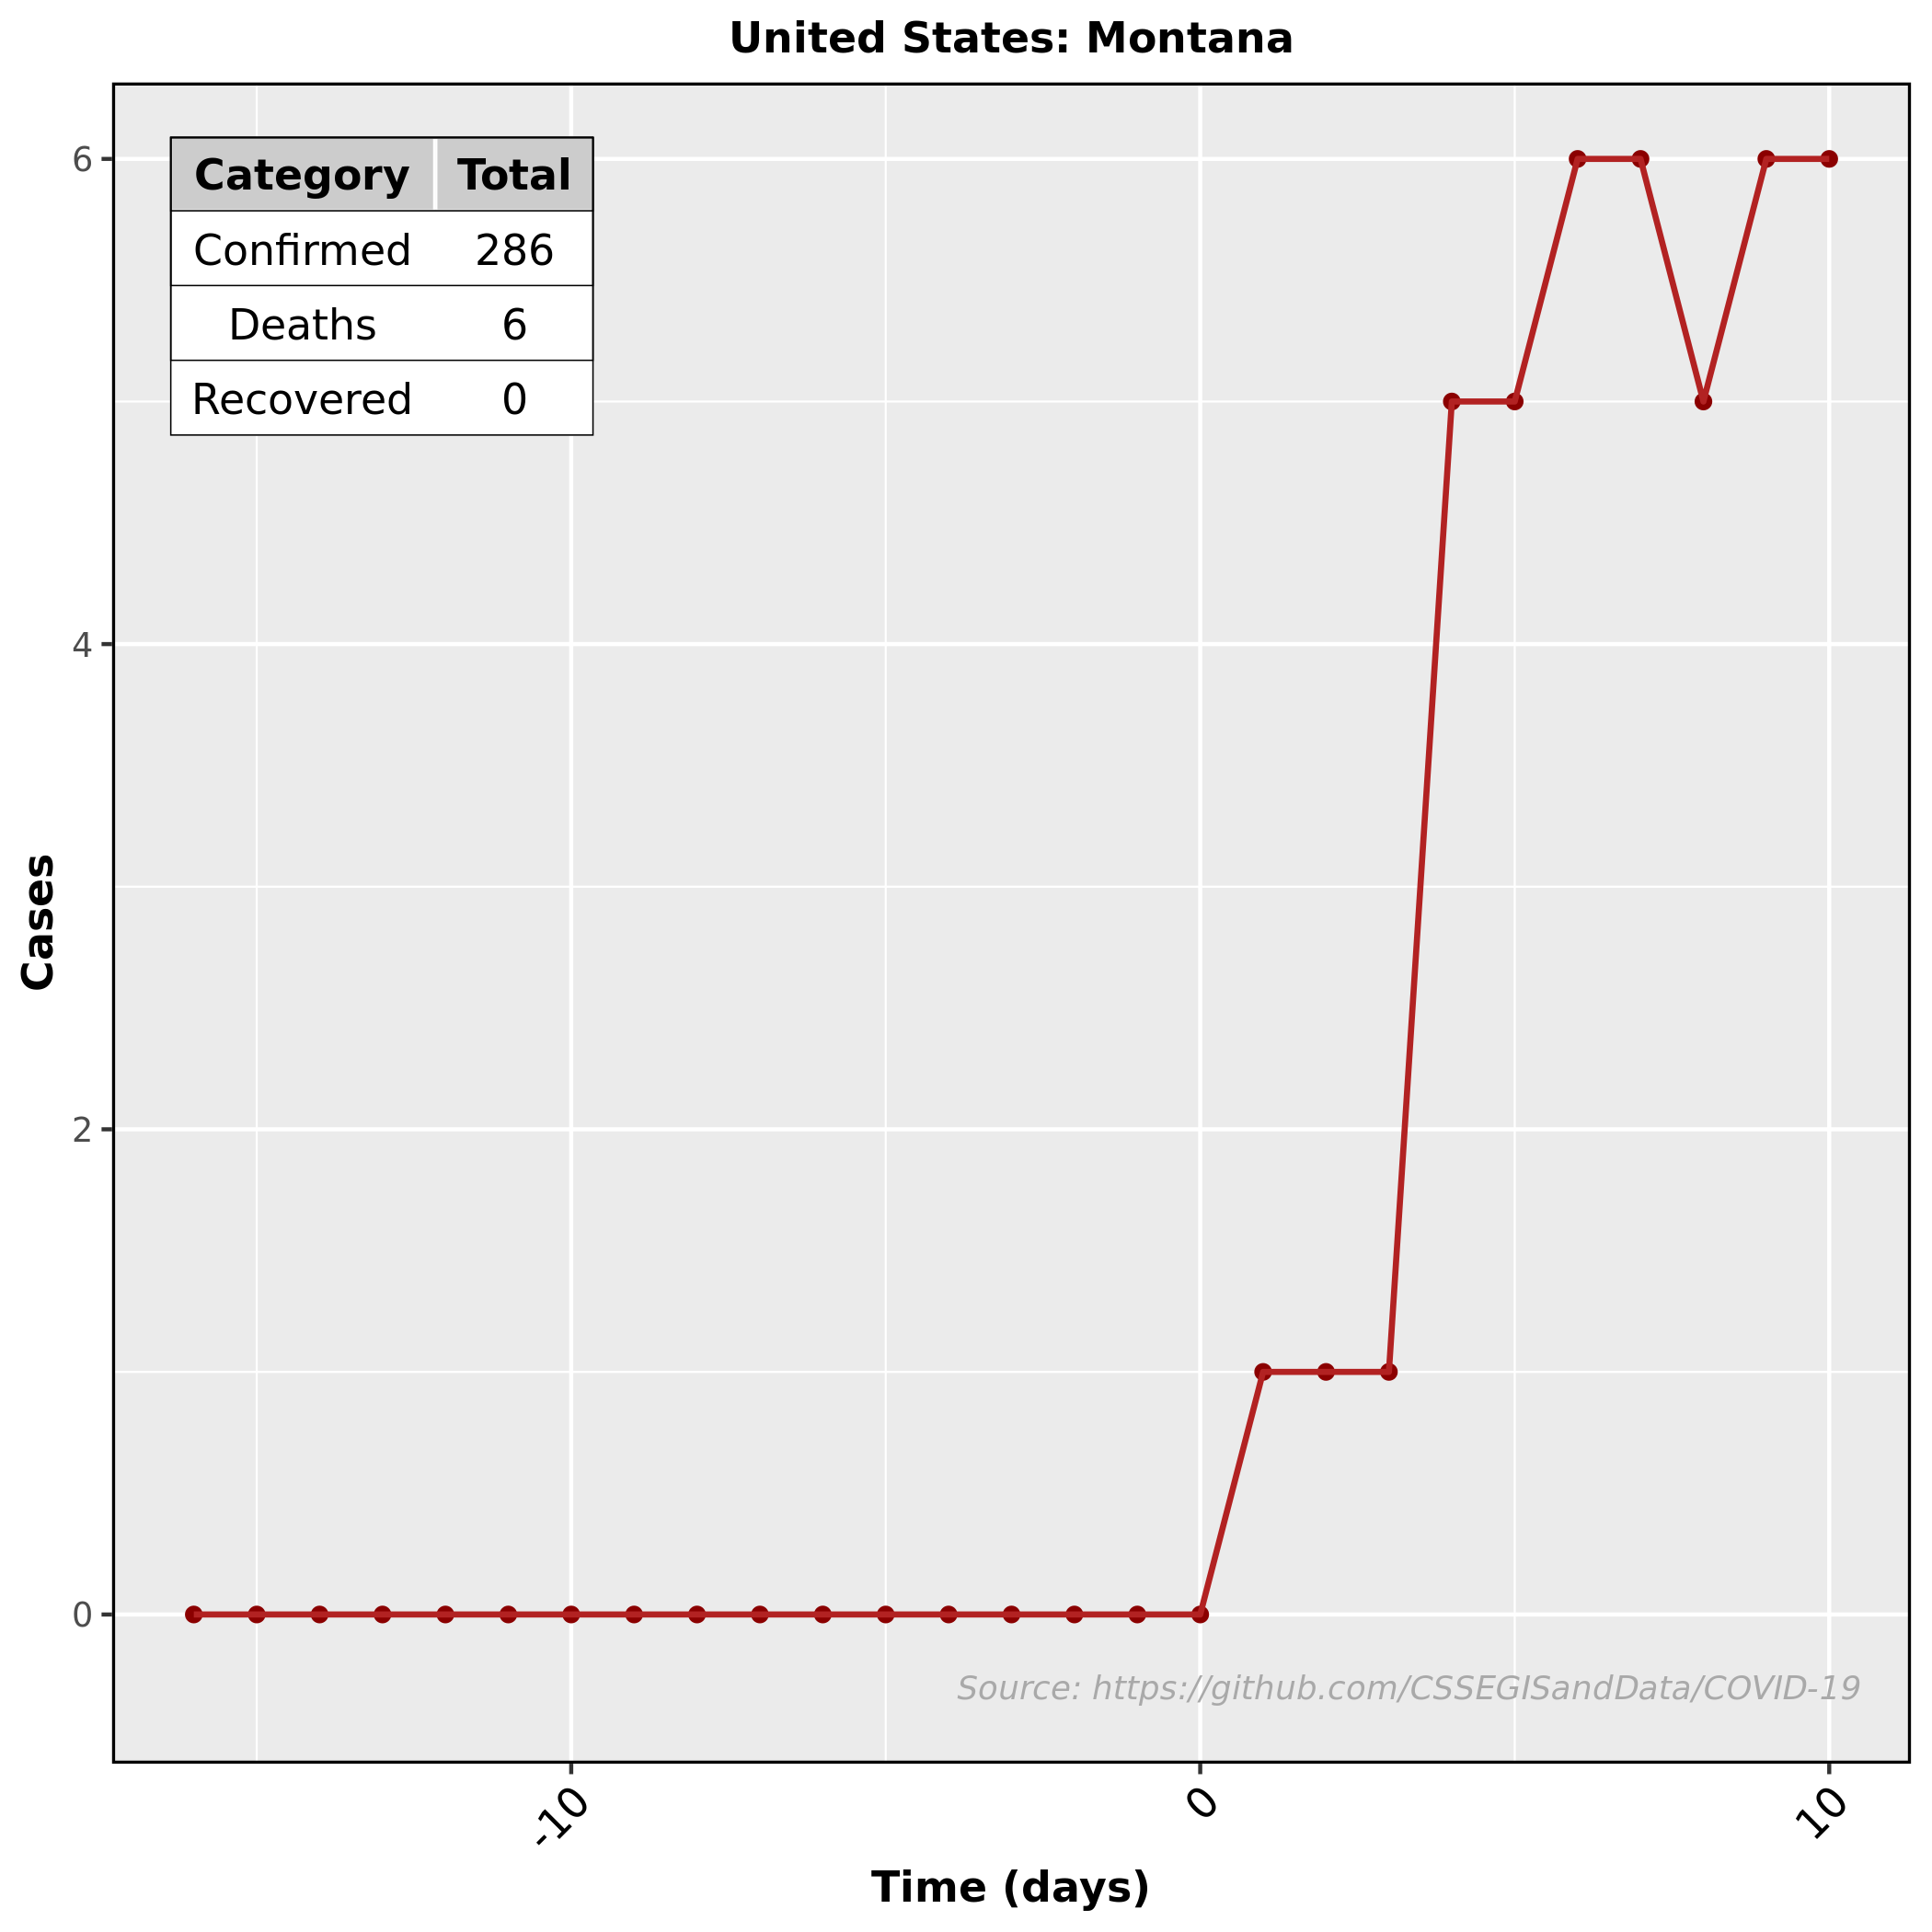 United States: Montana
Category Total
Confirmed 286
Deaths 6
Recovered 0
6
4
2
0
Cases
Source: https://github.com/CSSEGISandData/COVID-19
-10 0 10
Time (days)